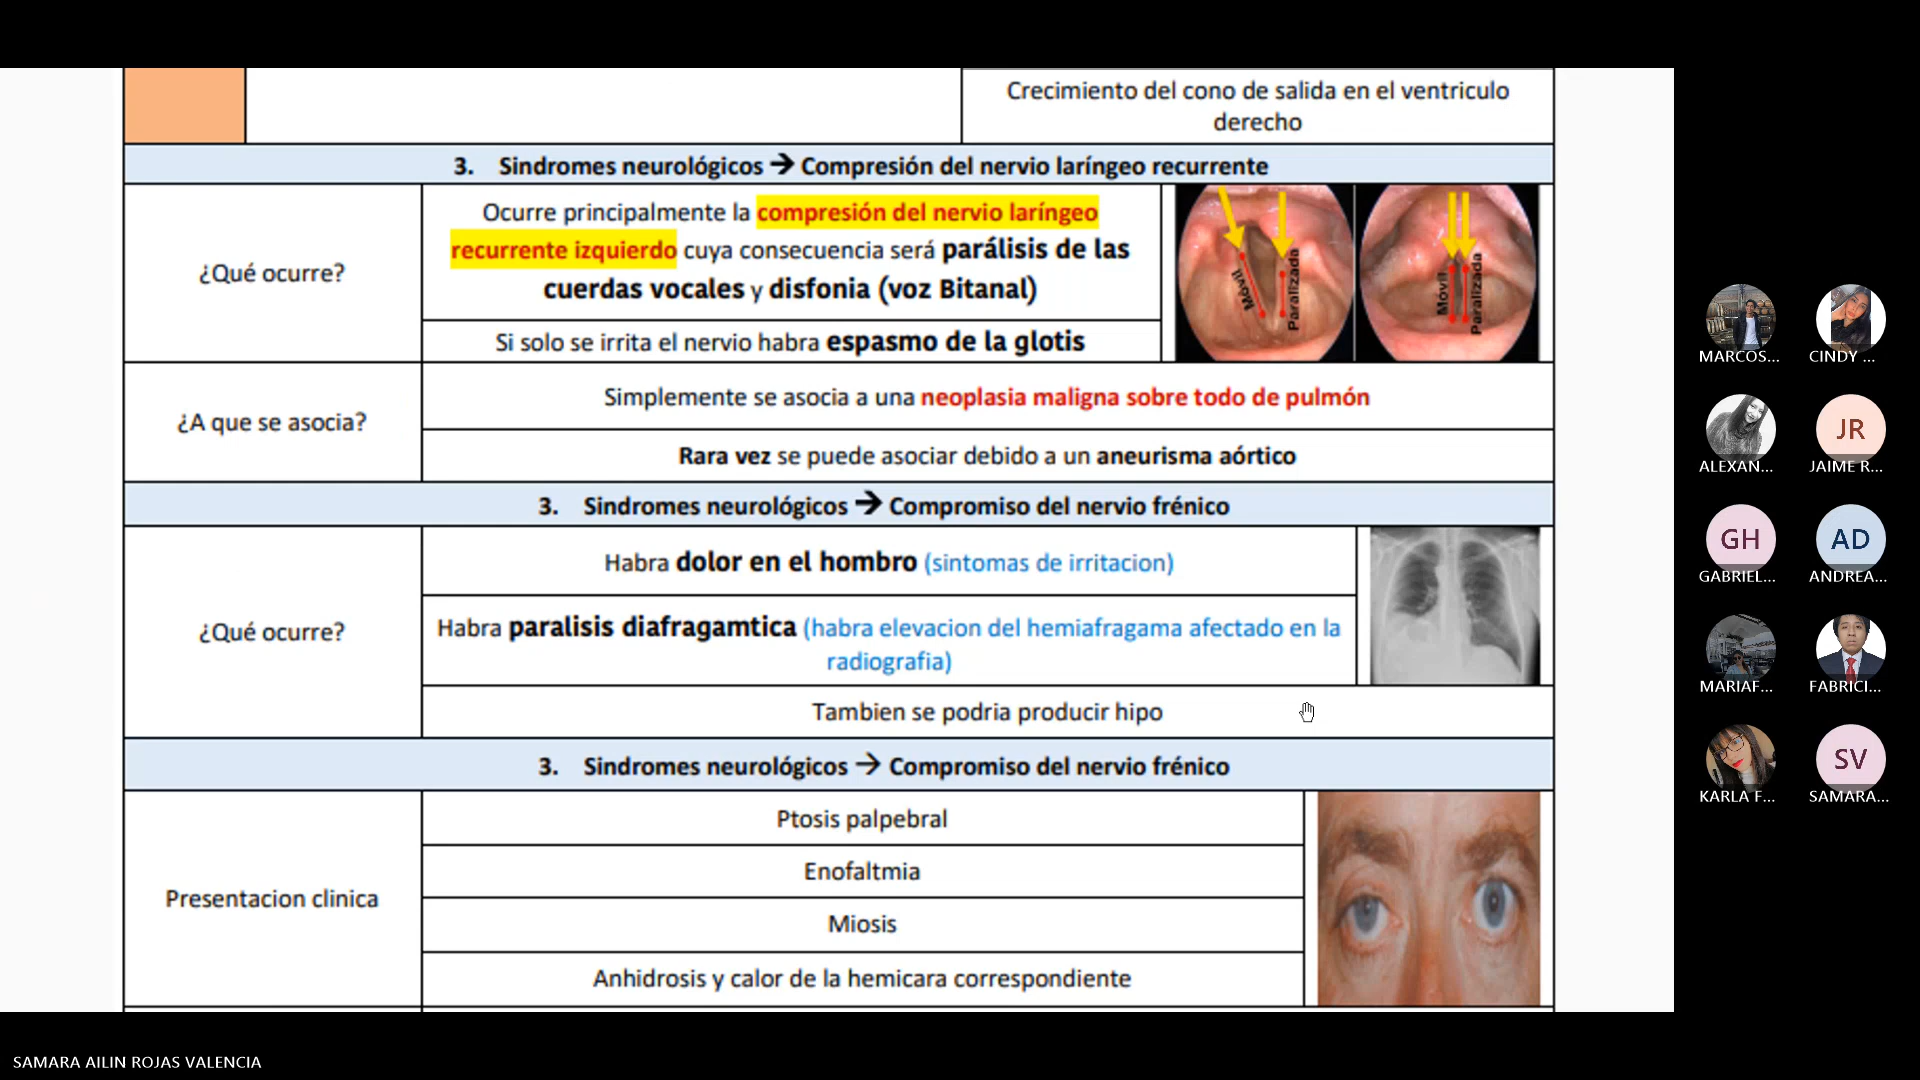 Crecimiento del cono de salida en el ventriculo
derecho
3. Sindromes neurológicos → Compresión del nervio laríngeo recurrente
¿Qué ocurre?
Ocurre principalmente la compresión del nervio laríngeo
recurrente izquierdo cuya consecuencia será parálisis de las
cuerdas vocales y disfonia (voz Bitanal)
Si solo se irrita el nervio habra espasmo de la glotis
Móvil
Paralizada
Móvil
Paralizada
¿A que se asocia?
Simplemente se asocia a una neoplasia maligna sobre todo de pulmón
Rara vez se puede asociar debido a un aneurisma aórtico
3. Sindromes neurológicos → Compromiso del nervio frénico
¿Qué ocurre?
Habra dolor en el hombro (sintomas de irritacion)
Habra paralisis diafragamtica (habra elevacion del hemiafragama afectado en la
radiografia)
Tambien se podria producir hipo
3. Sindromes neurológicos → Compromiso del nervio frénico
Presentacion clinica
Ptosis palpebral
Enofaltmia
Miosis
Anhidrosis y calor de la hemicara correspondiente
MARCOS...
CINDY ...
ALEXAN...
JR
JAIME R...
GH
GABRIEL...
AD
ANDREA...
MARIAF...
FABRICI...
KARLA F...
SV
SAMARA...
SAMARA AILIN ROJAS VALENCIA